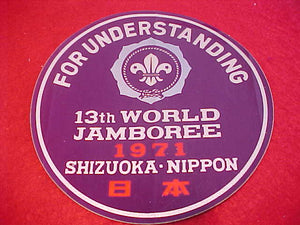 FOR UNDERSTANDING
13th WORLD
JAMBOREE
1971
SHIZUOKA·NIPPON
日本